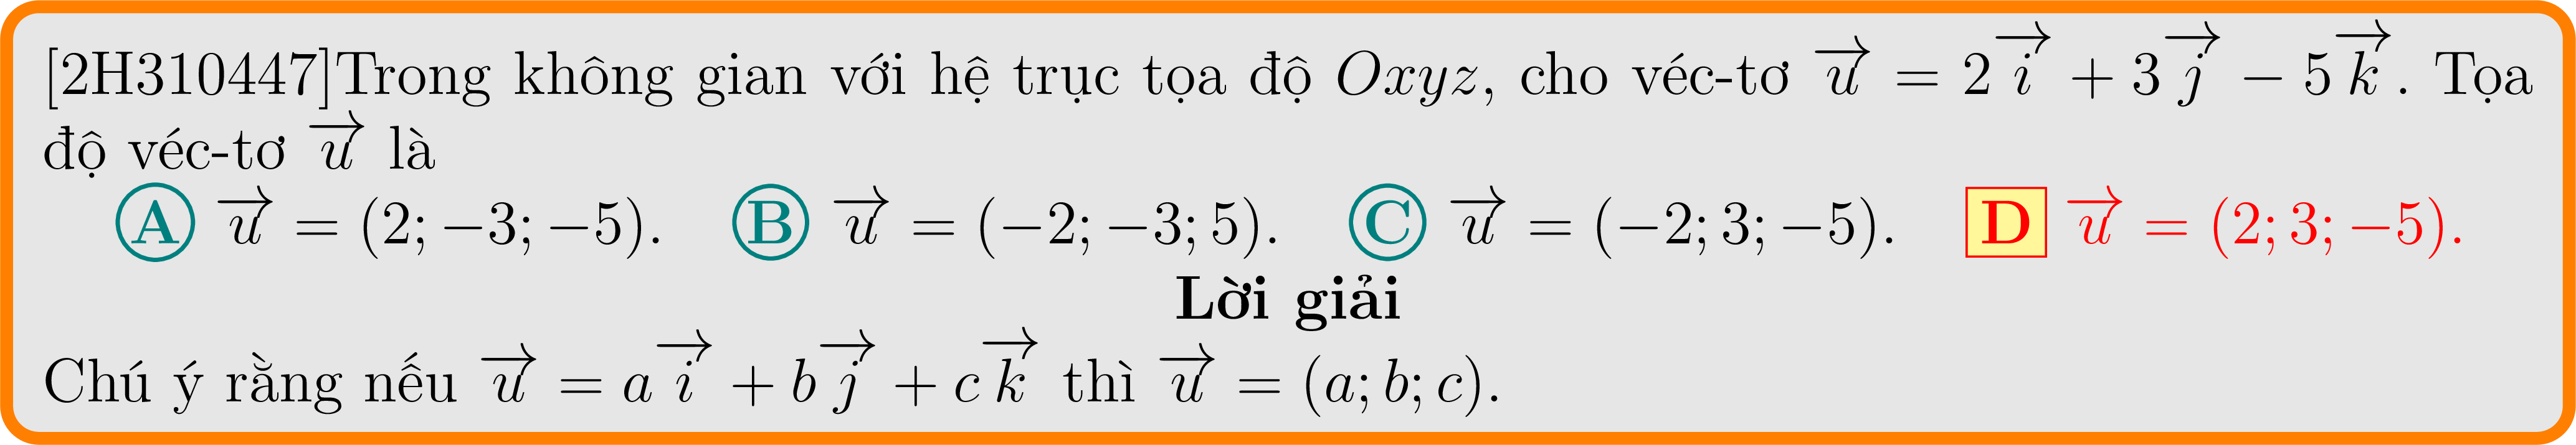 [2H310447]Trong không gian với hệ trục tọa độ $Oxyz$, cho véc-tơ $\overrightarrow{u} = 2\overrightarrow{i} + 3\overrightarrow{j} - 5\overrightarrow{k}$. Tọa
độ véc-tơ $\overrightarrow{u}$ là
A $\overrightarrow{u} = (2; -3; -5)$. B $\overrightarrow{u} = (-2; -3; 5)$. C $\overrightarrow{u} = (-2; 3; -5)$. D $\overrightarrow{u} = (2; 3; -5)$.
Lời giải
Chú ý rằng nếu $\overrightarrow{u} = a\overrightarrow{i} + b\overrightarrow{j} + c\overrightarrow{k}$ thì $\overrightarrow{u} = (a; b; c)$.